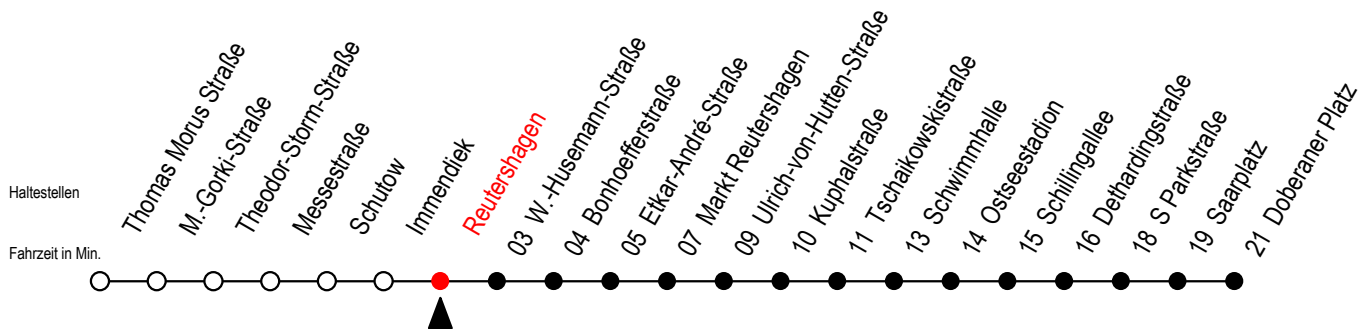 Haltestellen
Fahrzeit in Min.
Thomas Morus Straße
M.-Gorki-Straße
Theodor-Storm-Straße
Messestraße
Schutow
Immendiek
Reutershagen
03 W.-Husemann-Straße
04 Bonhoefferstraße
05 Etkar-André-Straße
07 Markt Reutershagen
09 Ulrich-von-Hutten-Straße
10 Kuphalstraße
11 Tschaikowskistraße
13 Schwimmhalle
14 Ostseestadion
15 Schillingallee
16 Dethardingstraße
18 S Parkstraße
19 Saarplatz
21 Doberaner Platz